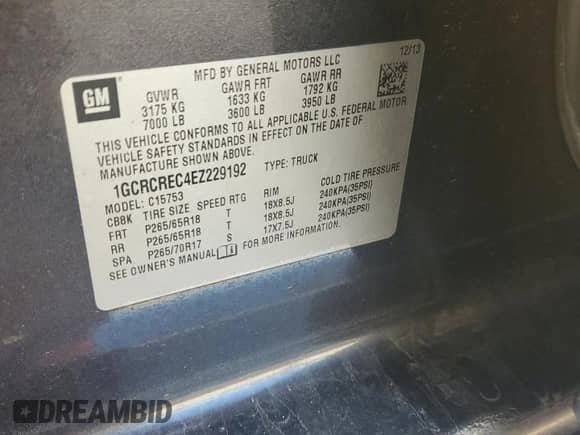 GM
MFD BY GENERAL MOTORS LLC
12/13
GVWR GAWR FRT GAWR RR
3175 KG 1633 KG 1792 KG
7000 LB 3600 LB 3950 LB
THIS VEHICLE CONFORMS TO ALL APPLICABLE U.S. FEDERAL MOTOR
VEHICLE SAFETY STANDARDS IN EFFECT ON THE DATE OF
MANUFACTURE SHOWN ABOVE.
1GCRCREC4EZ229192 TYPE: TRUCK
MODEL: C15753
CB8K TIRE SIZE SPEED RTG RIM COLD TIRE PRESSURE
FRT P265/65R18 T 18X8.5J 240KPA(35PSI)
RR P265/65R18 T 18X8.5J 240KPA(35PSI)
SPA P265/70R17 S 17X7.5J 240KPA(35PSI)
SEE OWNER'S MANUAL FOR MORE INFORMATION.
DREAMBID